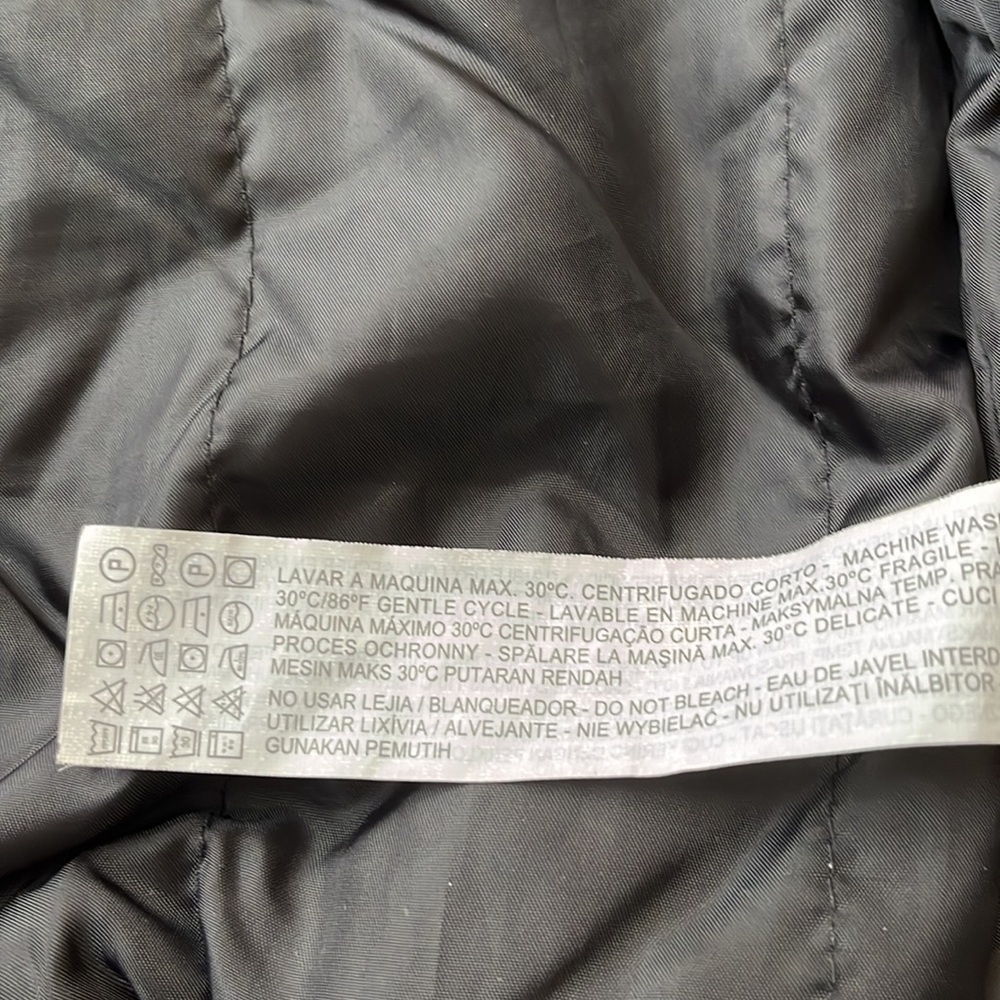 LAVAR A MAQUINA MAX. 30ºC. CENTRIFUGADO CORTO - MACHINE WAS
30ºC/86ºF GENTLE CYCLE - LAVABLE EN MACHINE MAX.30ºC FRAGILE -
MÁQUINA MÁXIMO 30ºC CENTRIFUGAÇÃO CURTA - MAKSYMALNA TEMP. PRA
PROCES OCHRONNY - SPĂLARE LA MAŞINĂ MAX. 30°C DELICATE - CUCI
MESIN MAKS 30ºC PUTARAN RENDAH
NO USAR LEJIA / BLANQUEADOR - DO NOT BLEACH - EAU DE JAVEL INTERD
UTILIZAR LIXÍVIA / ALVEJANTE - NIE WYBIELAĆ - NU UTILIZAŢI ÎNĂLBITOR
GUNAKAN PEMUTIH